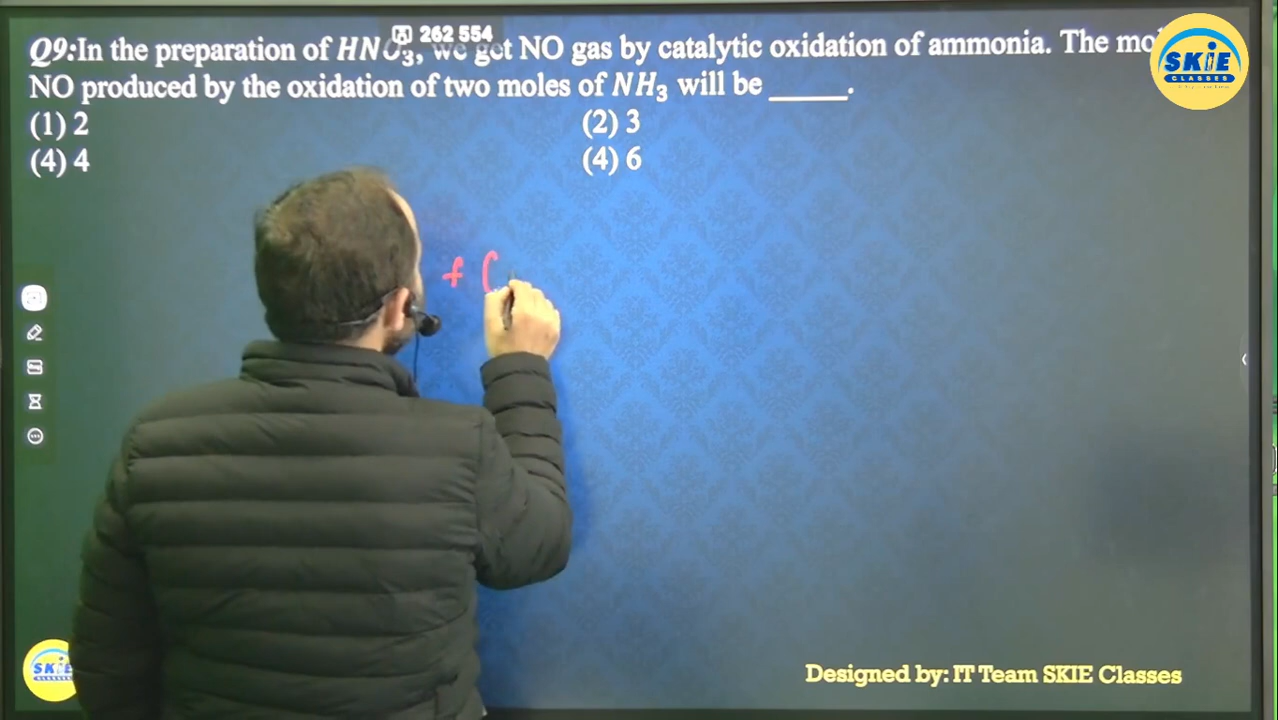 262 554
Q9:In the preparation of HNO3, we get NO gas by catalytic oxidation of ammonia. The
NO produced by the oxidation of two moles of NH3 will be ______.
(1) 2 (2) 3
(4) 4 (4) 6
+
SKiE
CLASSES
SKiE
Designed by: IT Team SKIE Classes